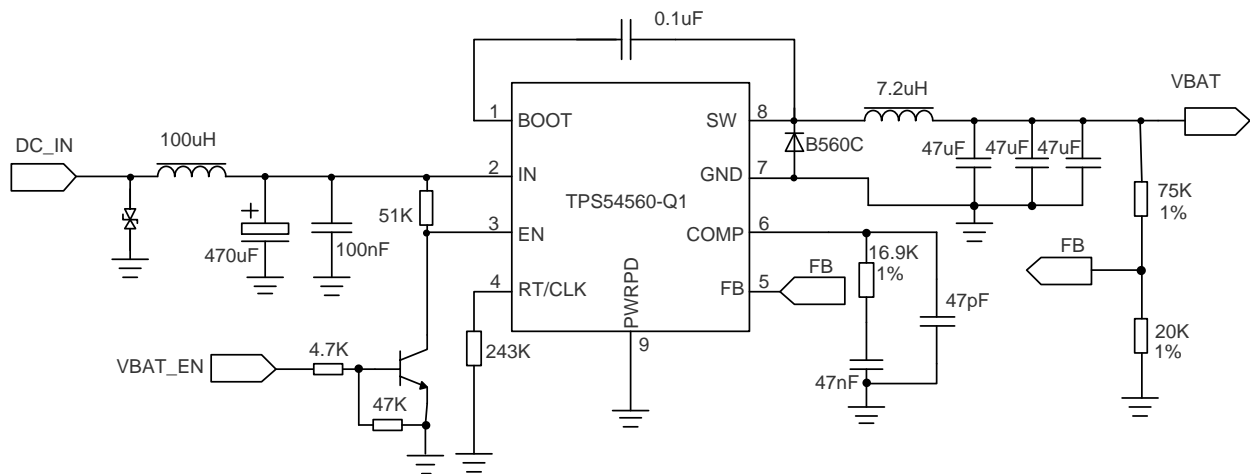 0.1uF
VBAT
7.2uH
1
BOOT
SW
8
B560C
100uH
DC_IN
47uF
47uF
47uF
2
IN
GND
7
TPS54560-Q1
75K
1%
51K
+
3
EN
COMP
6
470uF
100nF
16.9K
1%
FB
FB
4
RT/CLK
FB
5
PWRPD
47pF
243K
9
20K
1%
4.7K
VBAT_EN
47nF
47K